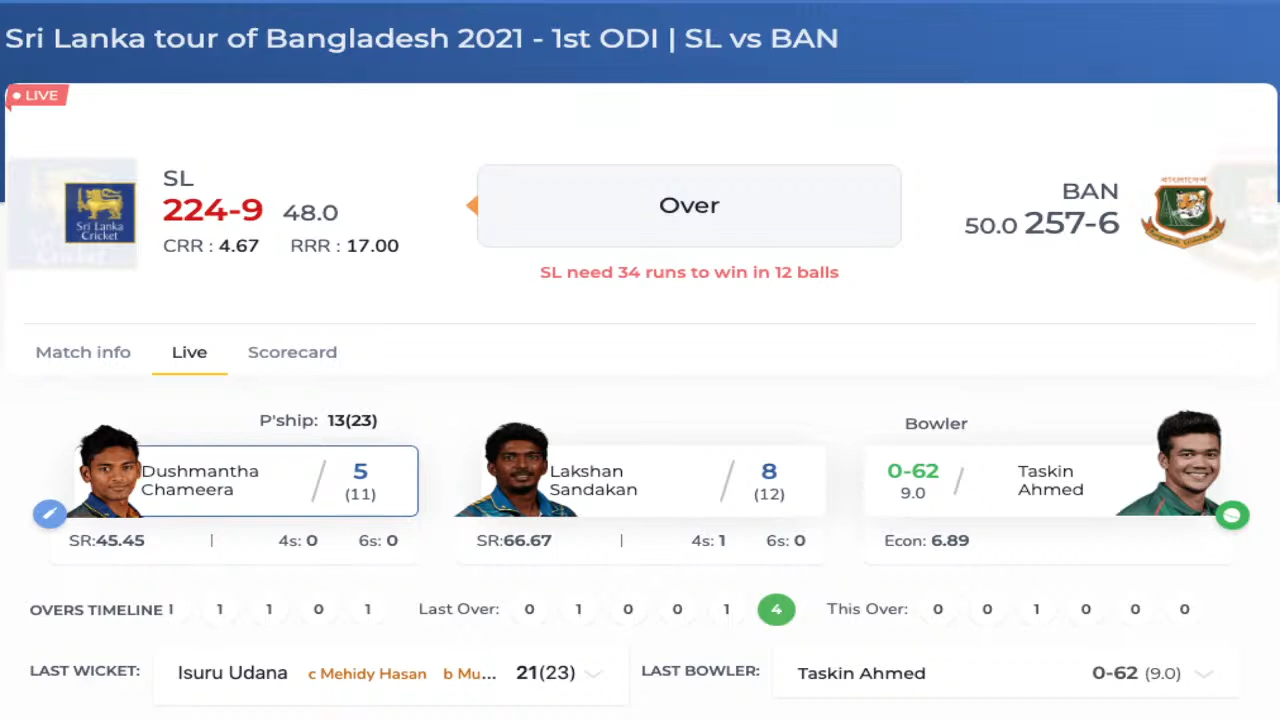 Sri Lanka tour of Bangladesh 2021 - 1st ODI | SL vs BAN
LIVE
Sri Lanka
Cricket
SL
224-9 48.0
CRR : 4.67 RRR : 17.00
Over
SL need 34 runs to win in 12 balls
BAN
50.0 257-6
Match info Live Scorecard
P'ship: 13(23)
Dushmantha
Chameera
5
(11)
SR:45.45 | 4s: 0 6s: 0
Lakshan
Sandakan
8
(12)
SR:66.67 | 4s: 1 6s: 0
Bowler
0-62
9.0
Taskin
Ahmed
Econ: 6.89
OVERS TIMELINE 1 1 1 0 1 Last Over: 0 1 0 0 1 4 This Over: 0 0 1 0 0 0
LAST WICKET: Isuru Udana c Mehidy Hasan b Mu... 21(23) LAST BOWLER: Taskin Ahmed 0-62 (9.0)